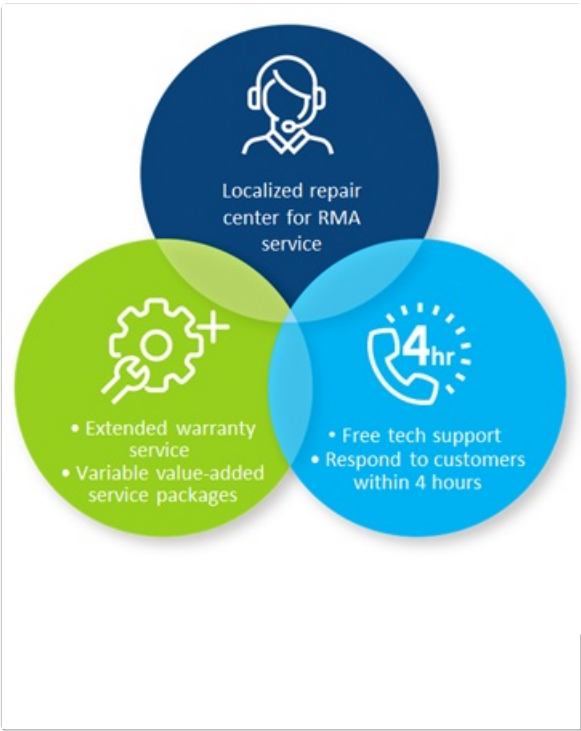 Localized repair
center for RMA
service
• Extended warranty
service
• Variable value-added
service packages
4hr
• Free tech support
• Respond to customers
within 4 hours